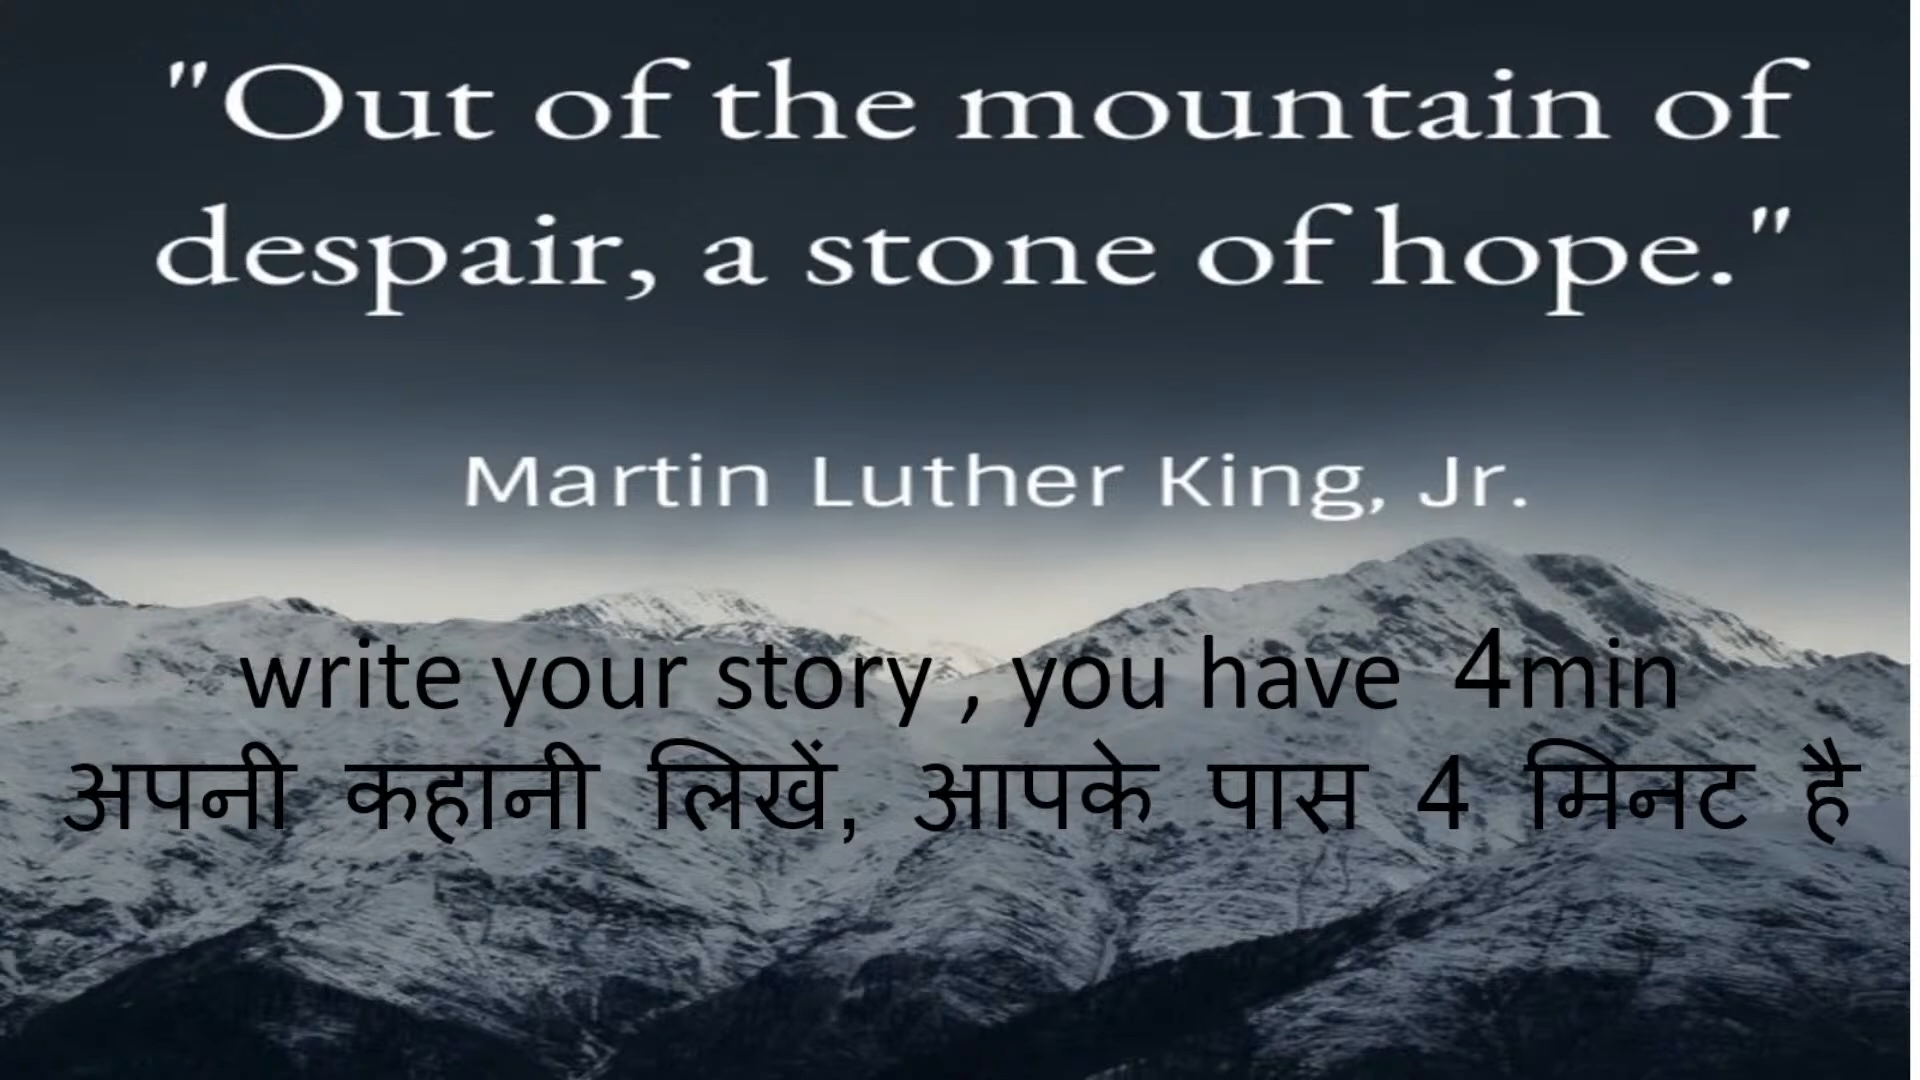 "Out of the mountain of
despair, a stone of hope."
Martin Luther King, Jr.
write your story , you have 4min
अपनी कहानी लिखें, आपके पास 4 मिनट है